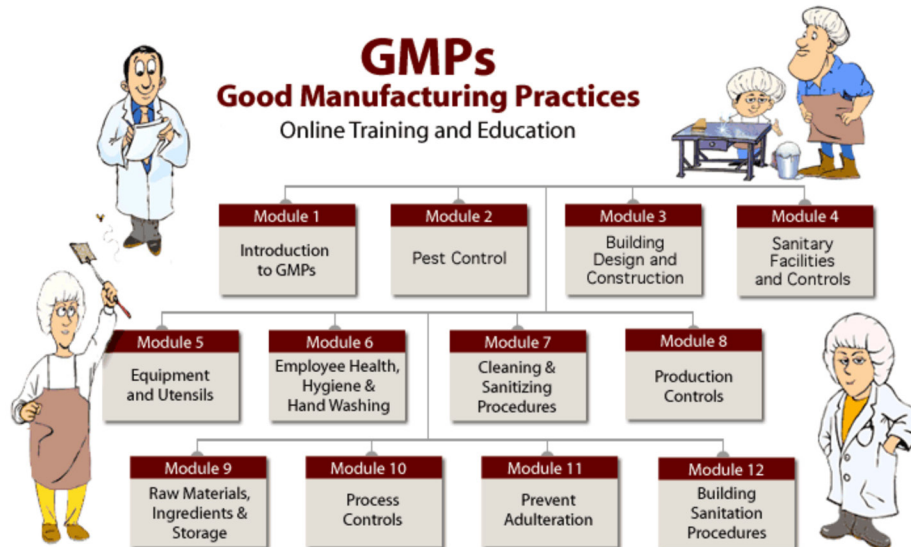 GMPs
Good Manufacturing Practices
Online Training and Education
Module 1
Introduction
to GMPs
Module 2
Pest Control
Module 3
Building
Design and
Construction
Module 4
Sanitary
Facilities
and Controls
Module 5
Equipment
and Utensils
Module 6
Employee Health,
Hygiene &
Hand Washing
Module 7
Cleaning &
Sanitizing
Procedures
Module 8
Production
Controls
Module 9
Raw Materials,
Ingredients &
Storage
Module 10
Process
Controls
Module 11
Prevent
Adulteration
Module 12
Building
Sanitation
Procedures